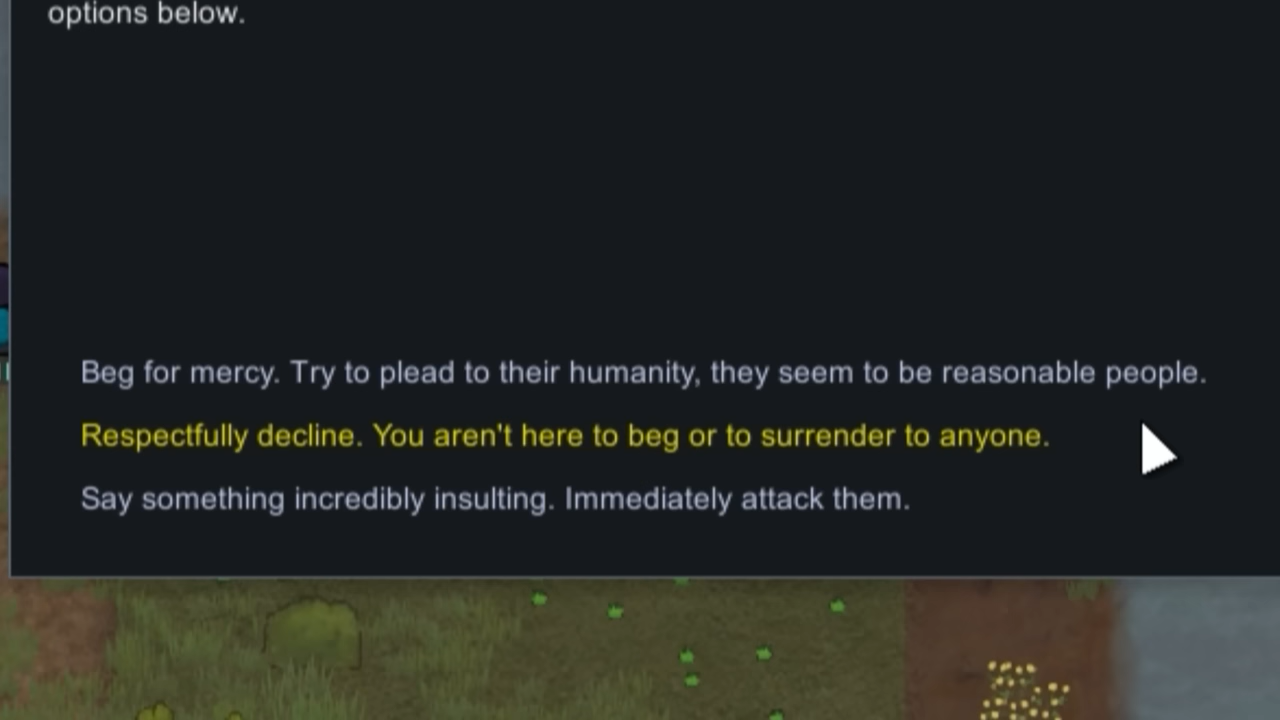 options below.
Beg for mercy. Try to plead to their humanity, they seem to be reasonable people.
Respectfully decline. You aren't here to beg or to surrender to anyone.
Say something incredibly insulting. Immediately attack them.